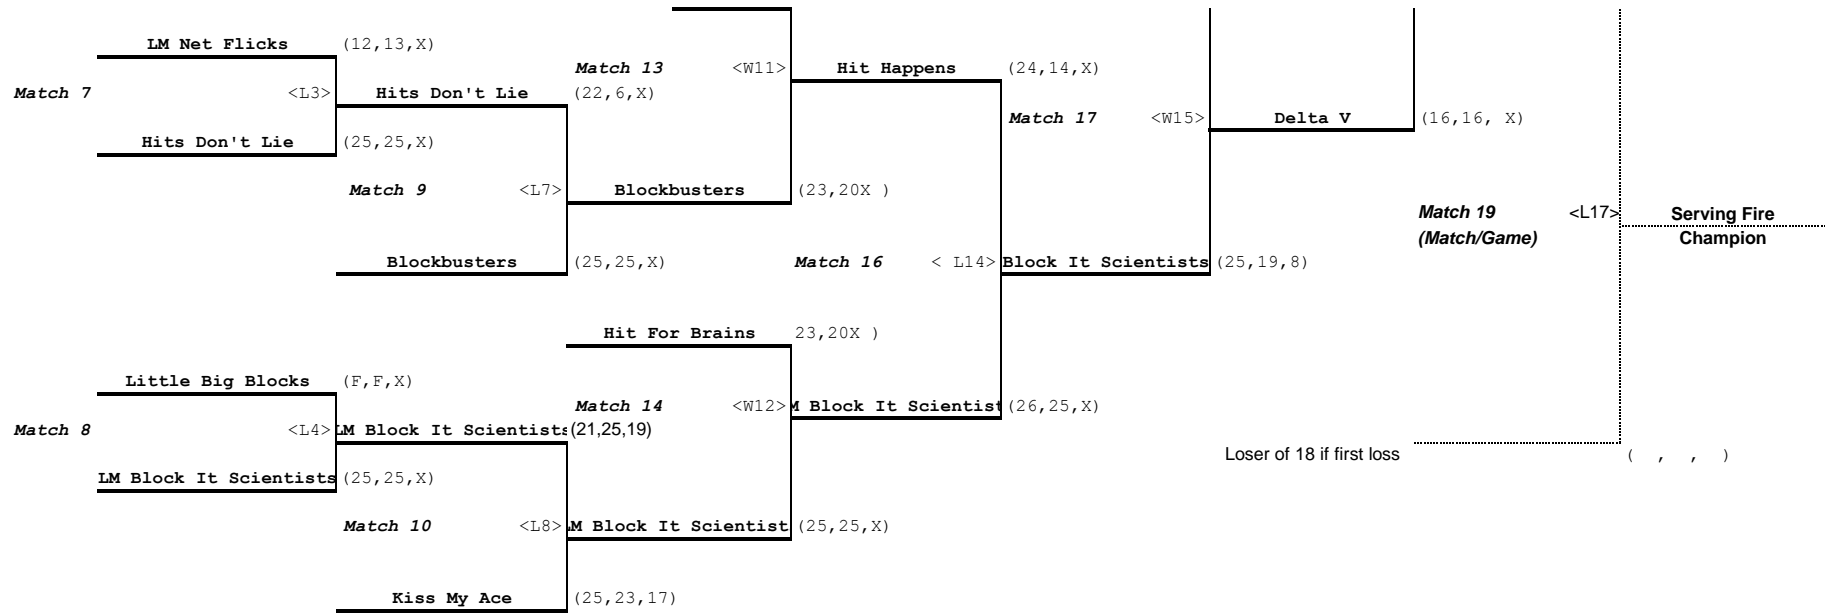 LM Net Flicks (12,13,X)
Match 13 <W11> Hit Happens (24,14,X)
Match 7 <L3> Hits Don't Lie (22,6,X)
Match 17 <W15> Delta V (16,16, X)
Hits Don't Lie (25,25,X)
Match 9 <L7> Blockbusters (23,20X )
Match 19 <L17> Serving Fire
(Match/Game) Champion
Blockbusters (25,25,X) Match 16 < L14> Block It Scientists (25,19,8)
Hit For Brains 23,20X )
Little Big Blocks (F,F,X)
Match 14 <W12> M Block It Scientist (26,25,X)
Match 8 <L4> LM Block It Scientists (21,25,19)
Loser of 18 if first loss ( , , )
LM Block It Scientists (25,25,X)
Match 10 <L8> M Block It Scientist (25,25,X)
Kiss My Ace (25,23,17)